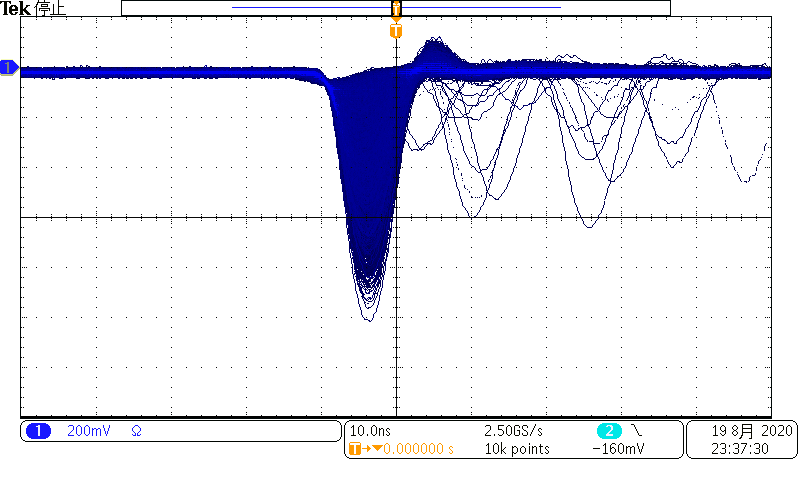 Tek 停止
T
T
1
1 200mV Ω
10.0ns 2.50GS/s 2
T→▼0.000000 s 10k points −160mV
19 8月 2020
23:37:30